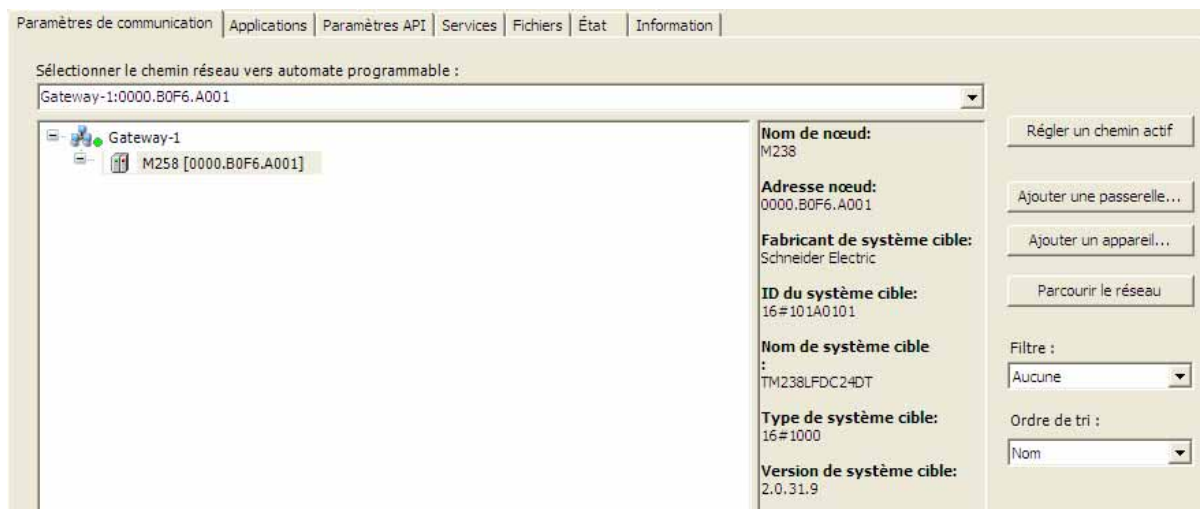 Paramètres de communication Applications Paramètres API Services Fichiers État Information
Sélectionner le chemin réseau vers automate programmable :
Gateway-1:0000.B0F6.A001
Gateway-1
M258 [0000.B0F6.A001]
Nom de nœud:
M238
Adresse nœud:
0000.B0F6.A001
Fabricant de système cible:
Schneider Electric
ID du système cible:
16#101A0101
Nom de système cible
:
TM238LFDC24DT
Type de système cible:
16#1000
Version de système cible:
2.0.31.9
Régler un chemin actif
Ajouter une passerelle...
Ajouter un appareil...
Parcourir le réseau
Filtre :
Aucune
Ordre de tri :
Nom